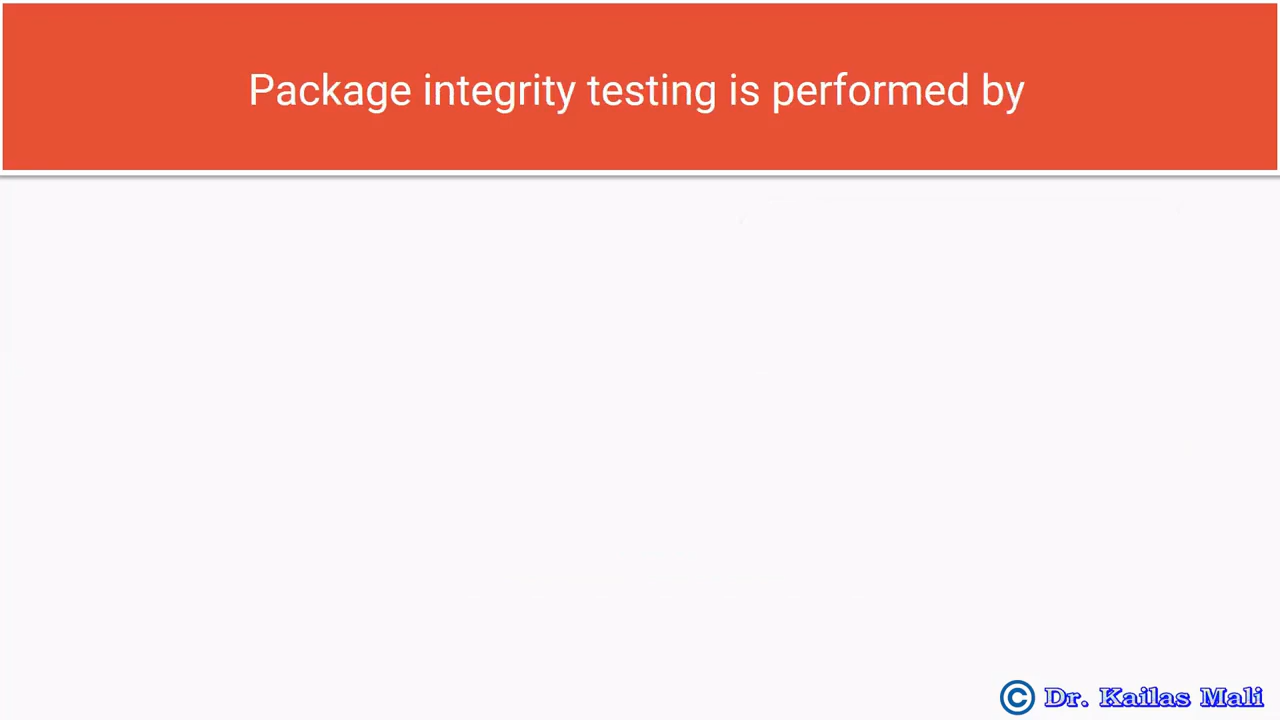 Package integrity testing is performed by
© Dr. Kailas Mali